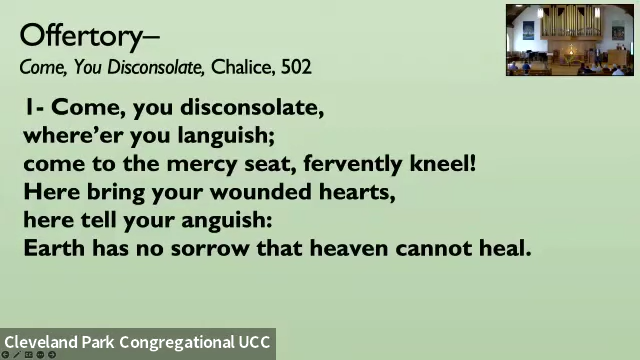 Offertory–
Come, You Disconsolate, Chalice, 502
1- Come, you disconsolate,
where’er you languish;
come to the mercy seat, fervently kneel!
Here bring your wounded hearts,
here tell your anguish:
Earth has no sorrow that heaven cannot heal.
Cleveland Park Congregational UCC